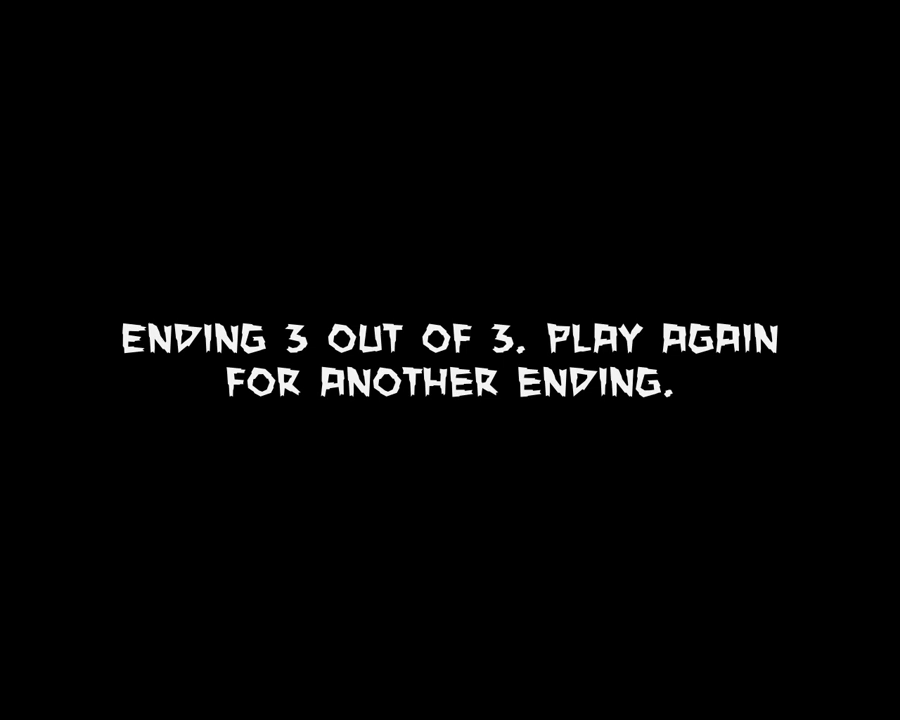 ENDING 3 OUT OF 3. PLAY AGAIN
FOR ANOTHER ENDING.